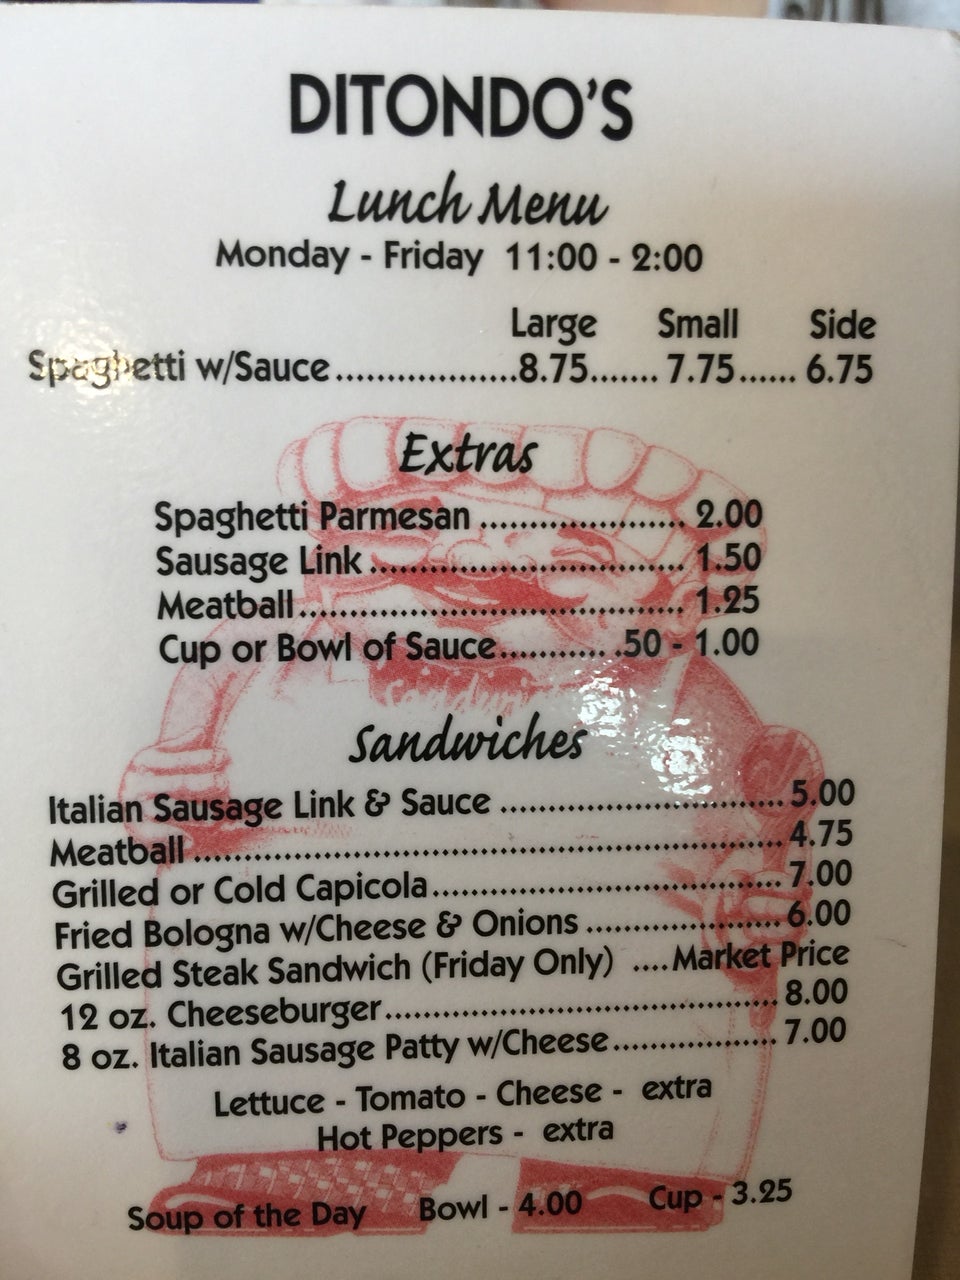 DITONDO'S
Lunch Menu
Monday - Friday 11:00 - 2:00
Large Small Side
Spaghetti w/Sauce..................8.75....... 7.75...... 6.75
Extras
Spaghetti Parmesan ...................... 2.00
Sausage Link.................................. 1.50
Meatball......................................... 1.25
Cup or Bowl of Sauce........... .50 - 1.00
Sandwiches
Italian Sausage Link & Sauce .............................. 5.00
Meatball................................................................ 4.75
Grilled or Cold Capicola...................................... 7.00
Fried Bologna w/Cheese & Onions ..................... 6.00
Grilled Steak Sandwich (Friday Only) ....Market Price
12 oz. Cheeseburger........................................... 8.00
8 oz. Italian Sausage Patty w/Cheese.................. 7.00
Lettuce - Tomato - Cheese - extra
Hot Peppers - extra
Soup of the Day Bowl - 4.00 Cup - 3.25